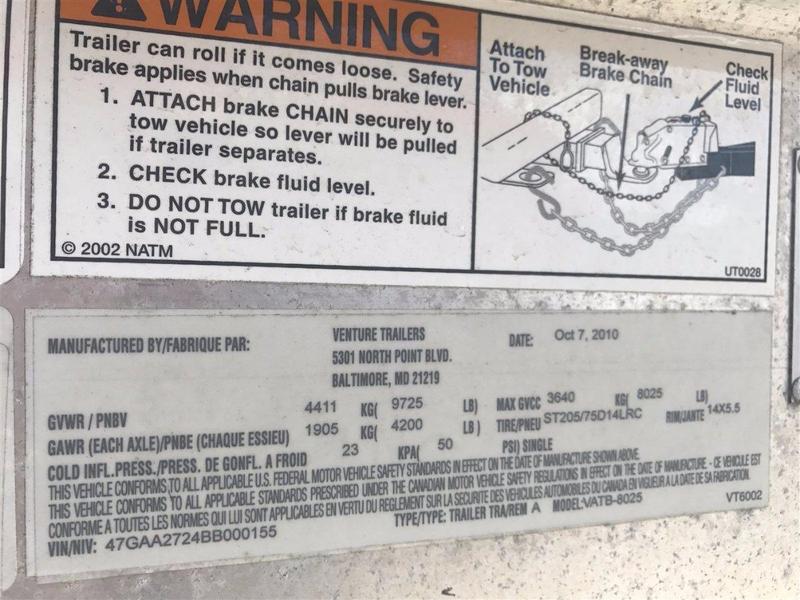 WARNING
Trailer can roll if it comes loose. Safety
brake applies when chain pulls brake lever.
1. ATTACH brake CHAIN securely to
tow vehicle so lever will be pulled
if trailer separates.
2. CHECK brake fluid level.
3. DO NOT TOW trailer if brake fluid
is NOT FULL.
© 2002 NATM
Attach
To Tow
Vehicle
Break-away
Brake Chain
Check
Fluid
Level
UT0028
MANUFACTURED BY/FABRIQUE PAR: VENTURE TRAILERS DATE: Oct 7, 2010
5301 NORTH POINT BLVD.
BALTIMORE, MD 21219
GVWR / PNBV 4411 KG( 9725 LB) MAX GVCC 3640 KG( 8025 LB)
GAWR (EACH AXLE)/PNBE (CHAQUE ESSIEU) 1905 KG( 4200 LB ) TIRE/PNEU ST205/75D14LRC RIM/JANTE 14X5.5
COLD INFL.PRESS./PRESS. DE GONFL. A FROID 23 KPA( 50 PSI) SINGLE
THIS VEHICLE CONFORMS TO ALL APPLICABLE U.S. FEDERAL MOTOR VEHICLE SAFETY STANDARDS IN EFFECT ON THE DATE OF MANUFACTURE SHOWN ABOVE.
THIS VEHICLE CONFORMS TO ALL APPLICABLE STANDARDS PRESCRIBED UNDER THE CANADIAN MOTOR VEHICLE SAFETY REGULATIONS IN EFFECT ON THE DATE OF MANUFACTURE - CE VEHICULE EST
CONFORME A TOUTES LES NORMES QUI LUI SONT APPLICABLES EN VERTU DU REGLEMENT SUR LA SECURITE DES VEHICULES AUTOMOBILES DU CANADA EN VIGUEUR A LA DATE DE SA FABRICATION.
VIN/NIV: 47GAA2724BB000155 TYPE/TYPE: TRAILER TRA/REM A MODEL-VATB-8025 VT6002